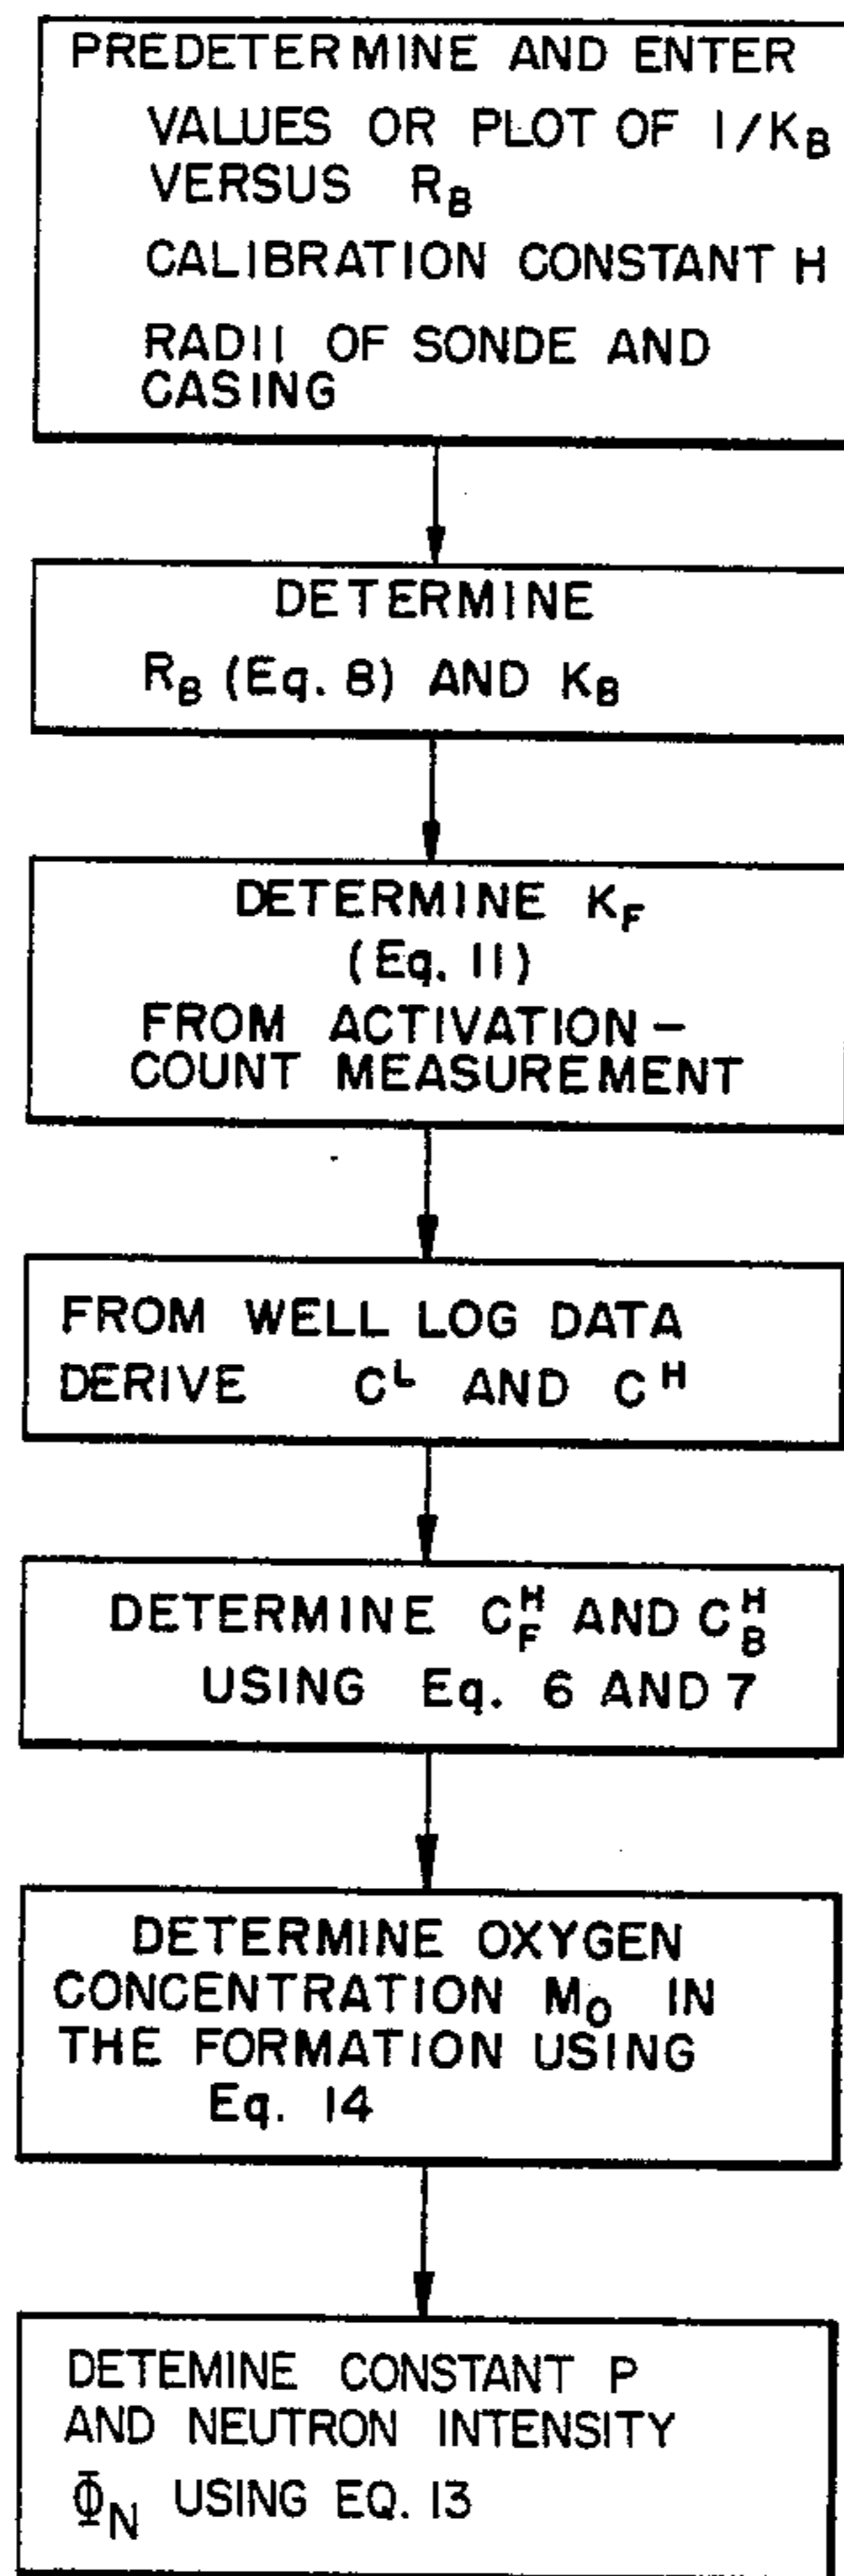 PREDETERMINE AND ENTER
VALUES OR PLOT OF 1/K_B
VERSUS R_B
CALIBRATION CONSTANT H
RADII OF SONDE AND
CASING
DETERMINE
R_B (Eq. 8) AND K_B
DETERMINE K_F
(Eq. 11)
FROM ACTIVATION –
COUNT MEASUREMENT
FROM WELL LOG DATA
DERIVE C^L AND C^H
DETERMINE C_F^H AND C_B^H
USING Eq. 6 AND 7
DETERMINE OXYGEN
CONCENTRATION M_O IN
THE FORMATION USING
Eq. 14
DETEMINE CONSTANT P
AND NEUTRON INTENSITY
Φ_N USING EQ. 13